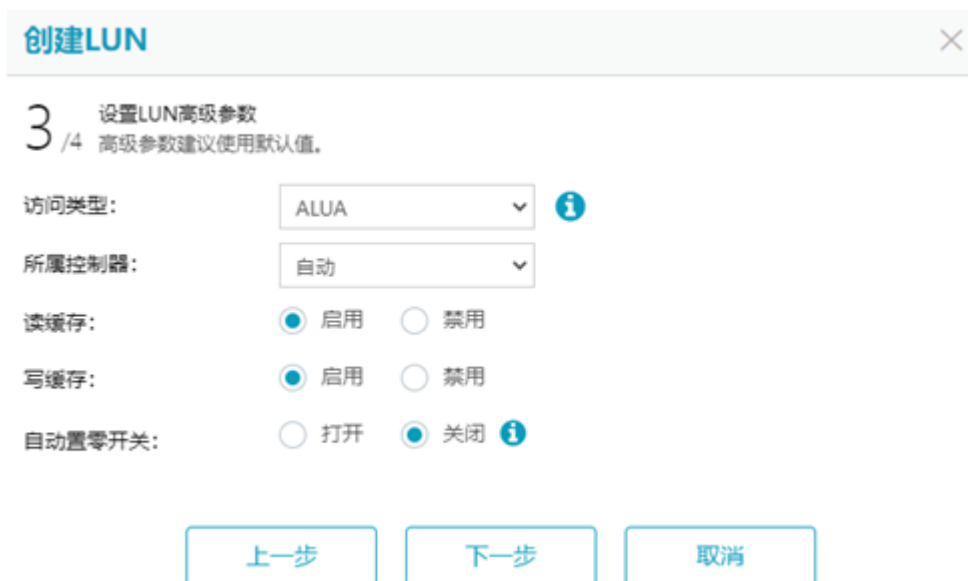 创建LUN
3 /4 设置LUN高级参数
高级参数建议使用默认值。
访问类型： ALUA
所属控制器： 自动
读缓存： 启用 禁用
写缓存： 启用 禁用
自动置零开关： 打开 关闭
上一步 下一步 取消